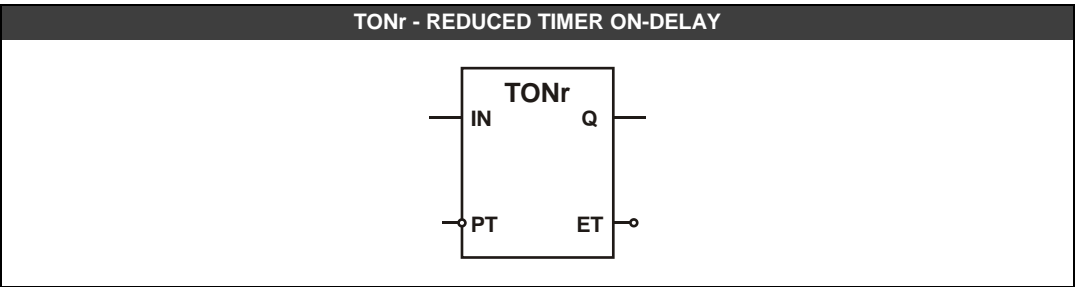 TONr - REDUCED TIMER ON-DELAY
TONr
IN Q
PT ET